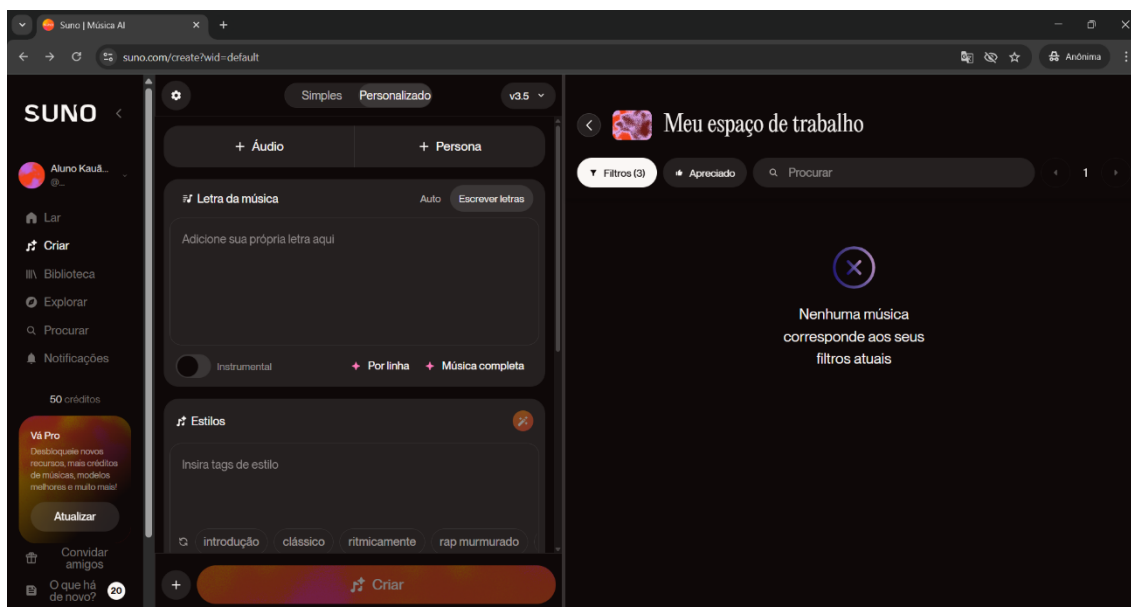 Suno | Música AI
suno.com/create?wid=default
Anônima
SUNO
Aluno Kauã...
@...
Lar
Criar
Biblioteca
Explorar
Procurar
Notificações
50 créditos
Vá Pro
Desbloqueie novos
recursos, mais créditos
de músicas, modelos
melhores e muito mais!
Atualizar
Convidar
amigos
O que há
de novo?
20
Simples Personalizado v3.5
+ Áudio + Persona
Letra da música Auto Escrever letras
Adicione sua própria letra aqui
Instrumental Por linha Música completa
Estilos
Insira tags de estilo
introdução clássico ritmicamente rap murmurado
+ Criar
Meu espaço de trabalho
Filtros (3) Apreciado Procurar 1
Nenhuma música
corresponde aos seus
filtros atuais